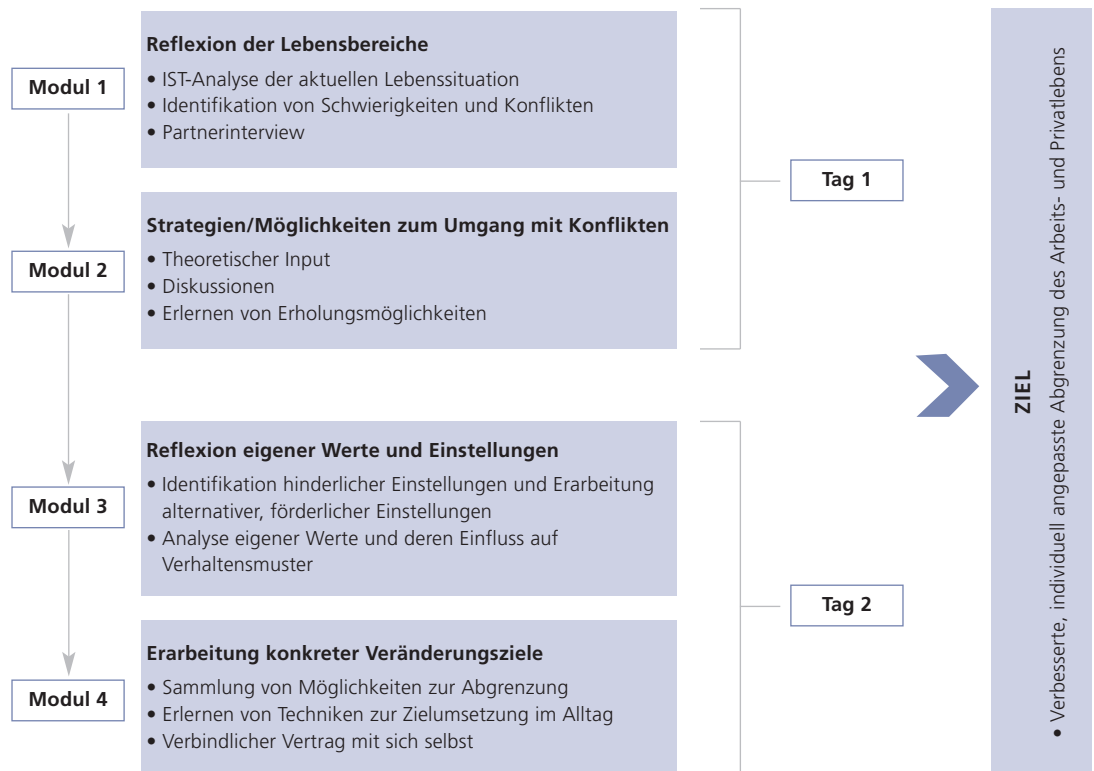 Modul 1
Reflexion der Lebensbereiche
• IST-Analyse der aktuellen Lebenssituation
• Identifikation von Schwierigkeiten und Konflikten
• Partnerinterview
Modul 2
Strategien/Möglichkeiten zum Umgang mit Konflikten
• Theoretischer Input
• Diskussionen
• Erlernen von Erholungsmöglichkeiten
Tag 1
Modul 3
Reflexion eigener Werte und Einstellungen
• Identifikation hinderlicher Einstellungen und Erarbeitung
alternativer, förderlicher Einstellungen
• Analyse eigener Werte und deren Einfluss auf
Verhaltensmuster
Modul 4
Erarbeitung konkreter Veränderungsziele
• Sammlung von Möglichkeiten zur Abgrenzung
• Erlernen von Techniken zur Zielumsetzung im Alltag
• Verbindlicher Vertrag mit sich selbst
Tag 2
ZIEL
• Verbesserte, individuell angepasste Abgrenzung des Arbeits- und Privatlebens